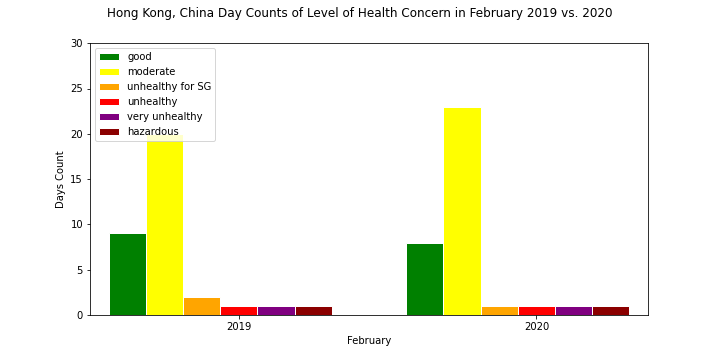 Hong Kong, China Day Counts of Level of Health Concern in February 2019 vs. 2020
30
25
20
15
10
5
0
Days Count
good
moderate
unhealthy for SG
unhealthy
very unhealthy
hazardous
2019
2020
February